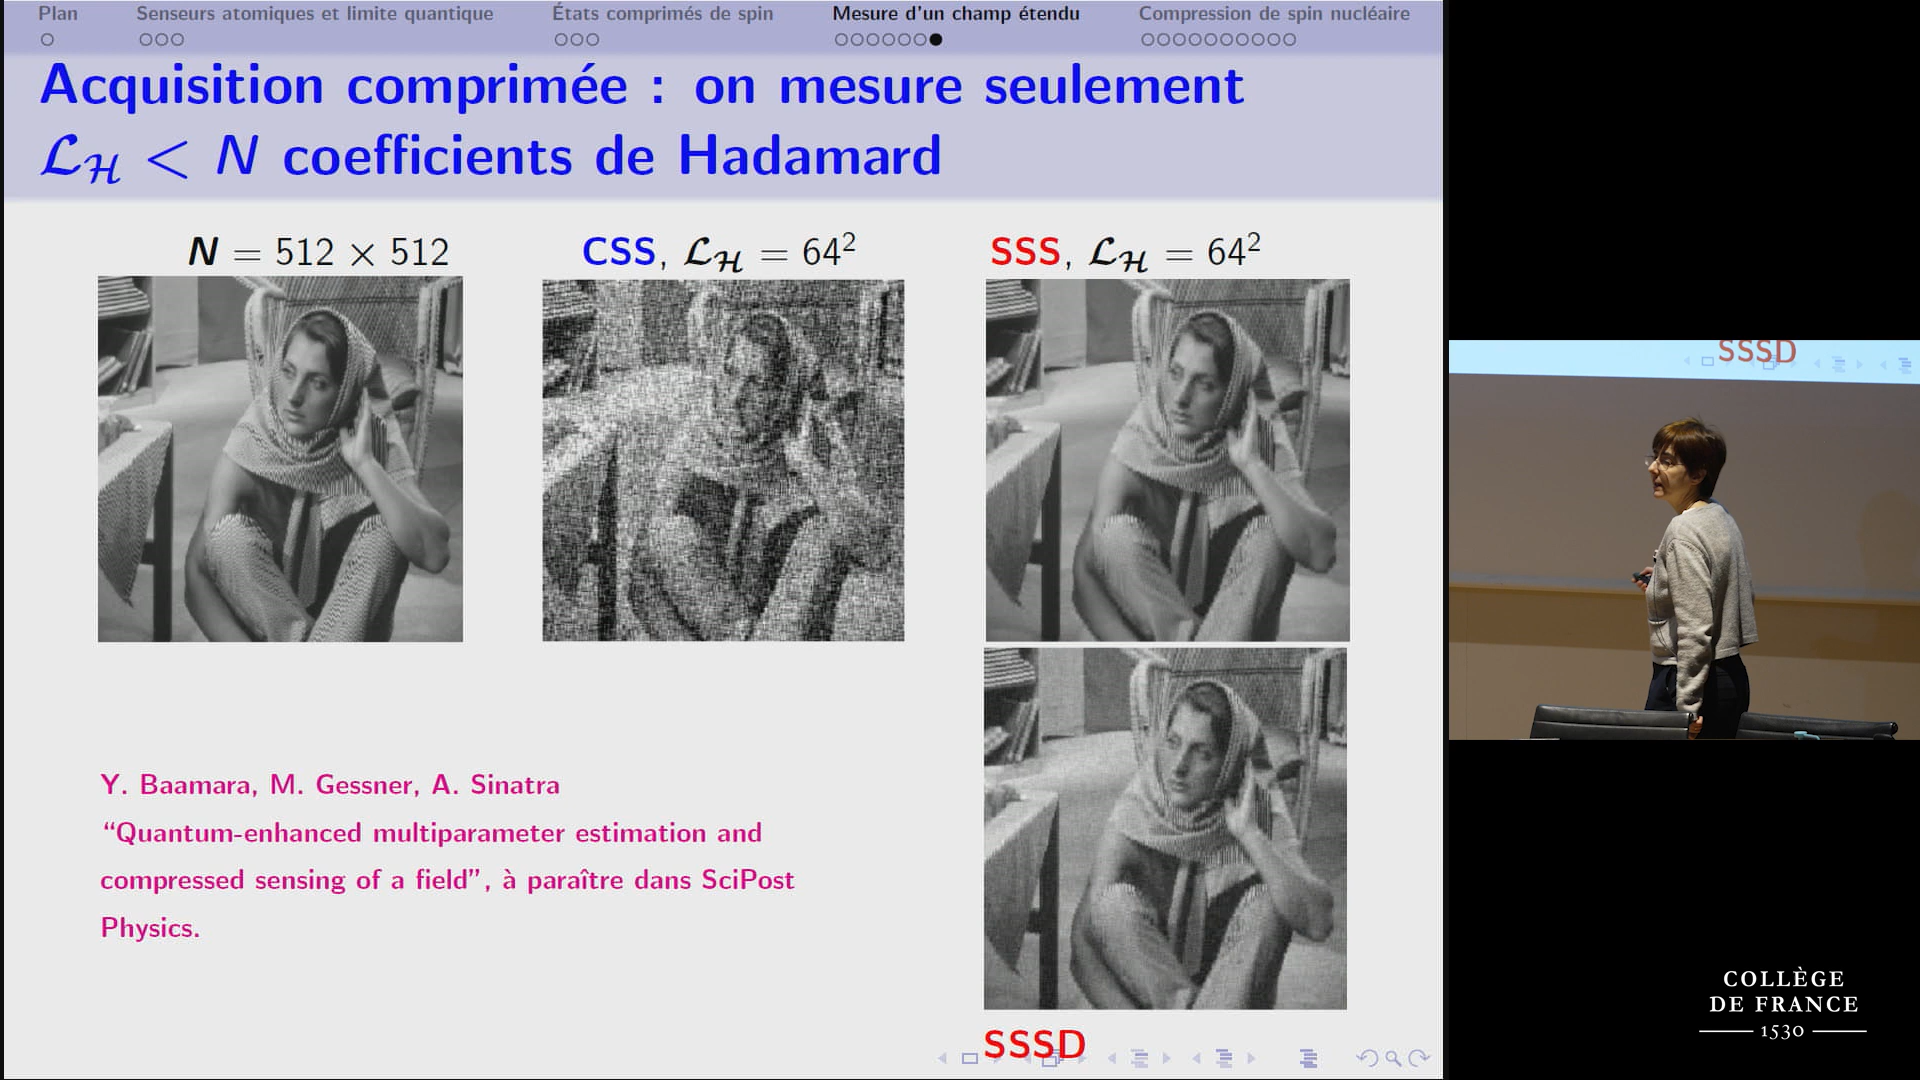 Plan
Senseurs atomiques et limite quantique
États comprimés de spin
Mesure d'un champ étendu
Compression de spin nucléaire
Acquisition comprimée : on mesure seulement
ℒ_ℋ < N coefficients de Hadamard
N = 512 × 512
CSS, ℒ_ℋ = 64²
SSS, ℒ_ℋ = 64²
Y. Baamara, M. Gessner, A. Sinatra
“Quantum-enhanced multiparameter estimation and
compressed sensing of a field”, à paraître dans SciPost
Physics.
SSSD
SSSD
COLLÈGE
DE FRANCE
1530